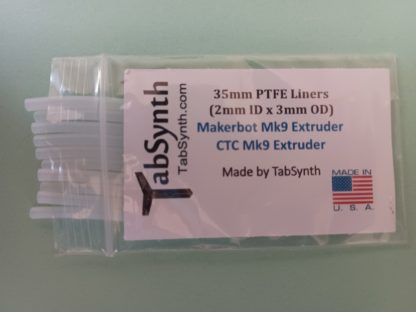 TabSynth
TabSynth.com
35mm PTFE Liners
(2mm ID x 3mm OD)
Makerbot Mk9 Extruder
CTC Mk9 Extruder
Made by TabSynth
MADE IN
U. S. A.